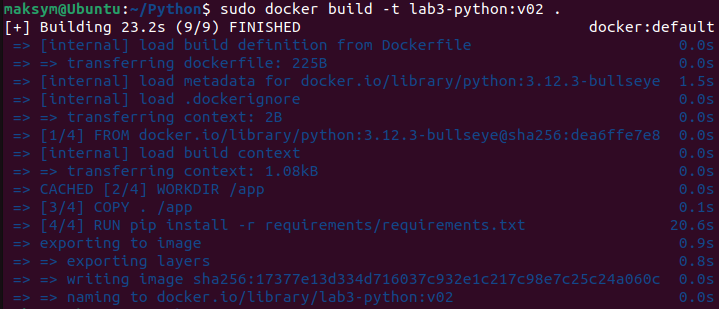 maksym@Ubuntu:~/Python$ sudo docker build -t lab3-python:v02 .
[+] Building 23.2s (9/9) FINISHED docker:default
=> [internal] load build definition from Dockerfile 0.0s
=> => transferring dockerfile: 225B 0.0s
=> [internal] load metadata for docker.io/library/python:3.12.3-bullseye 1.5s
=> [internal] load .dockerignore 0.0s
=> => transferring context: 2B 0.0s
=> [1/4] FROM docker.io/library/python:3.12.3-bullseye@sha256:dea6ffe7e8 0.0s
=> [internal] load build context 0.0s
=> => transferring context: 1.08kB 0.0s
=> CACHED [2/4] WORKDIR /app 0.0s
=> [3/4] COPY . /app 0.1s
=> [4/4] RUN pip install -r requirements/requirements.txt 20.6s
=> exporting to image 0.9s
=> => exporting layers 0.8s
=> => writing image sha256:17377e13d334d716037c932e1c217c98e7c25c24a060c 0.0s
=> => naming to docker.io/library/lab3-python:v02 0.0s